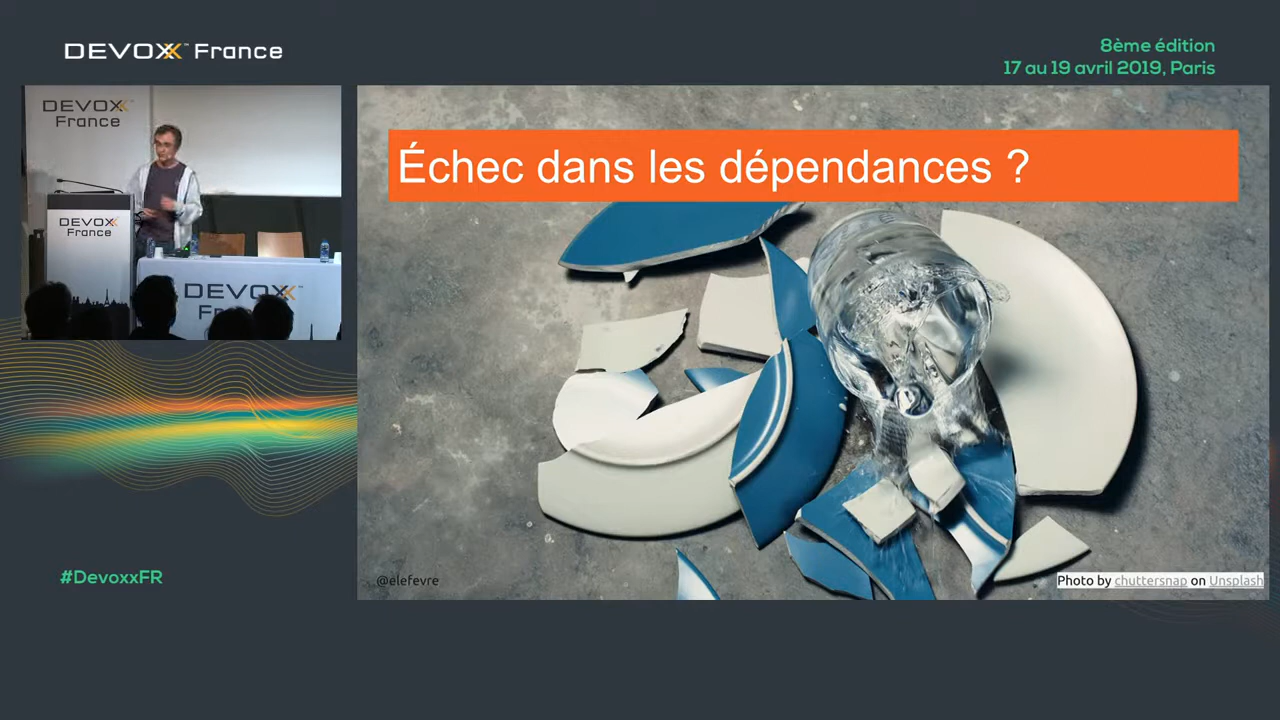 DEVOXX™ France
8ème édition
17 au 19 avril 2019, Paris
DEVOXX
France
DEVOXX
France
DEVOXX
Échec dans les dépendances ?
@elefevre
Photo by chuttersnap on Unsplash
#DevoxxFR